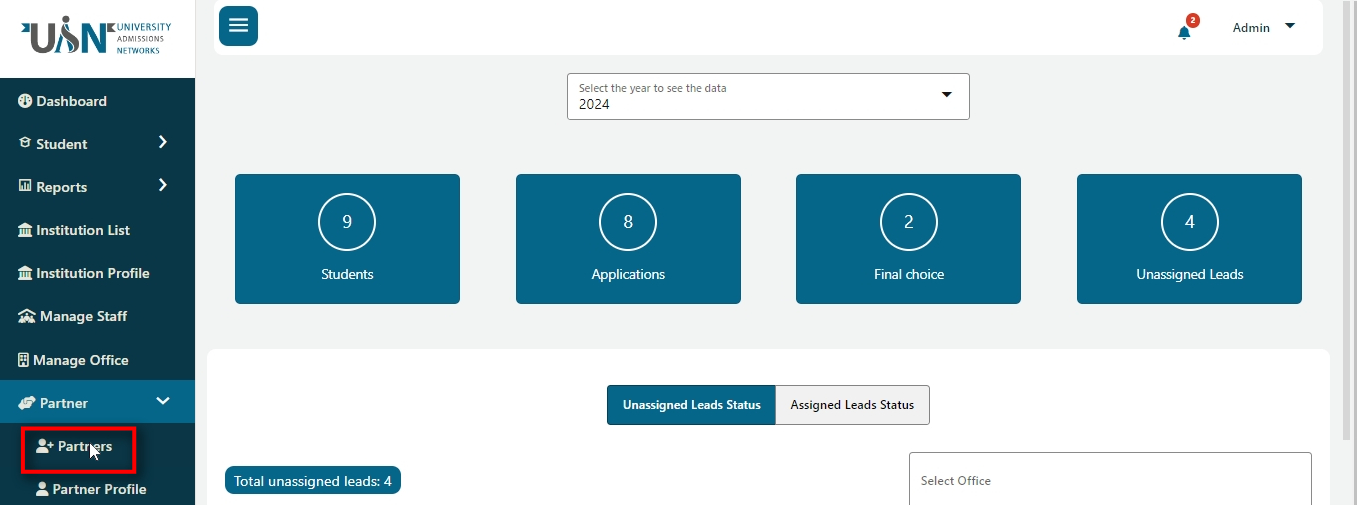 UAN UNIVERSITY
ADMISSIONS
NETWORKS
2
Admin
Dashboard
Student
Reports
Institution List
Institution Profile
Manage Staff
Manage Office
Partner
Partners
Partner Profile
Select the year to see the data
2024
9
Students
8
Applications
2
Final choice
4
Unassigned Leads
Unassigned Leads Status
Assigned Leads Status
Total unassigned leads: 4
Select Office